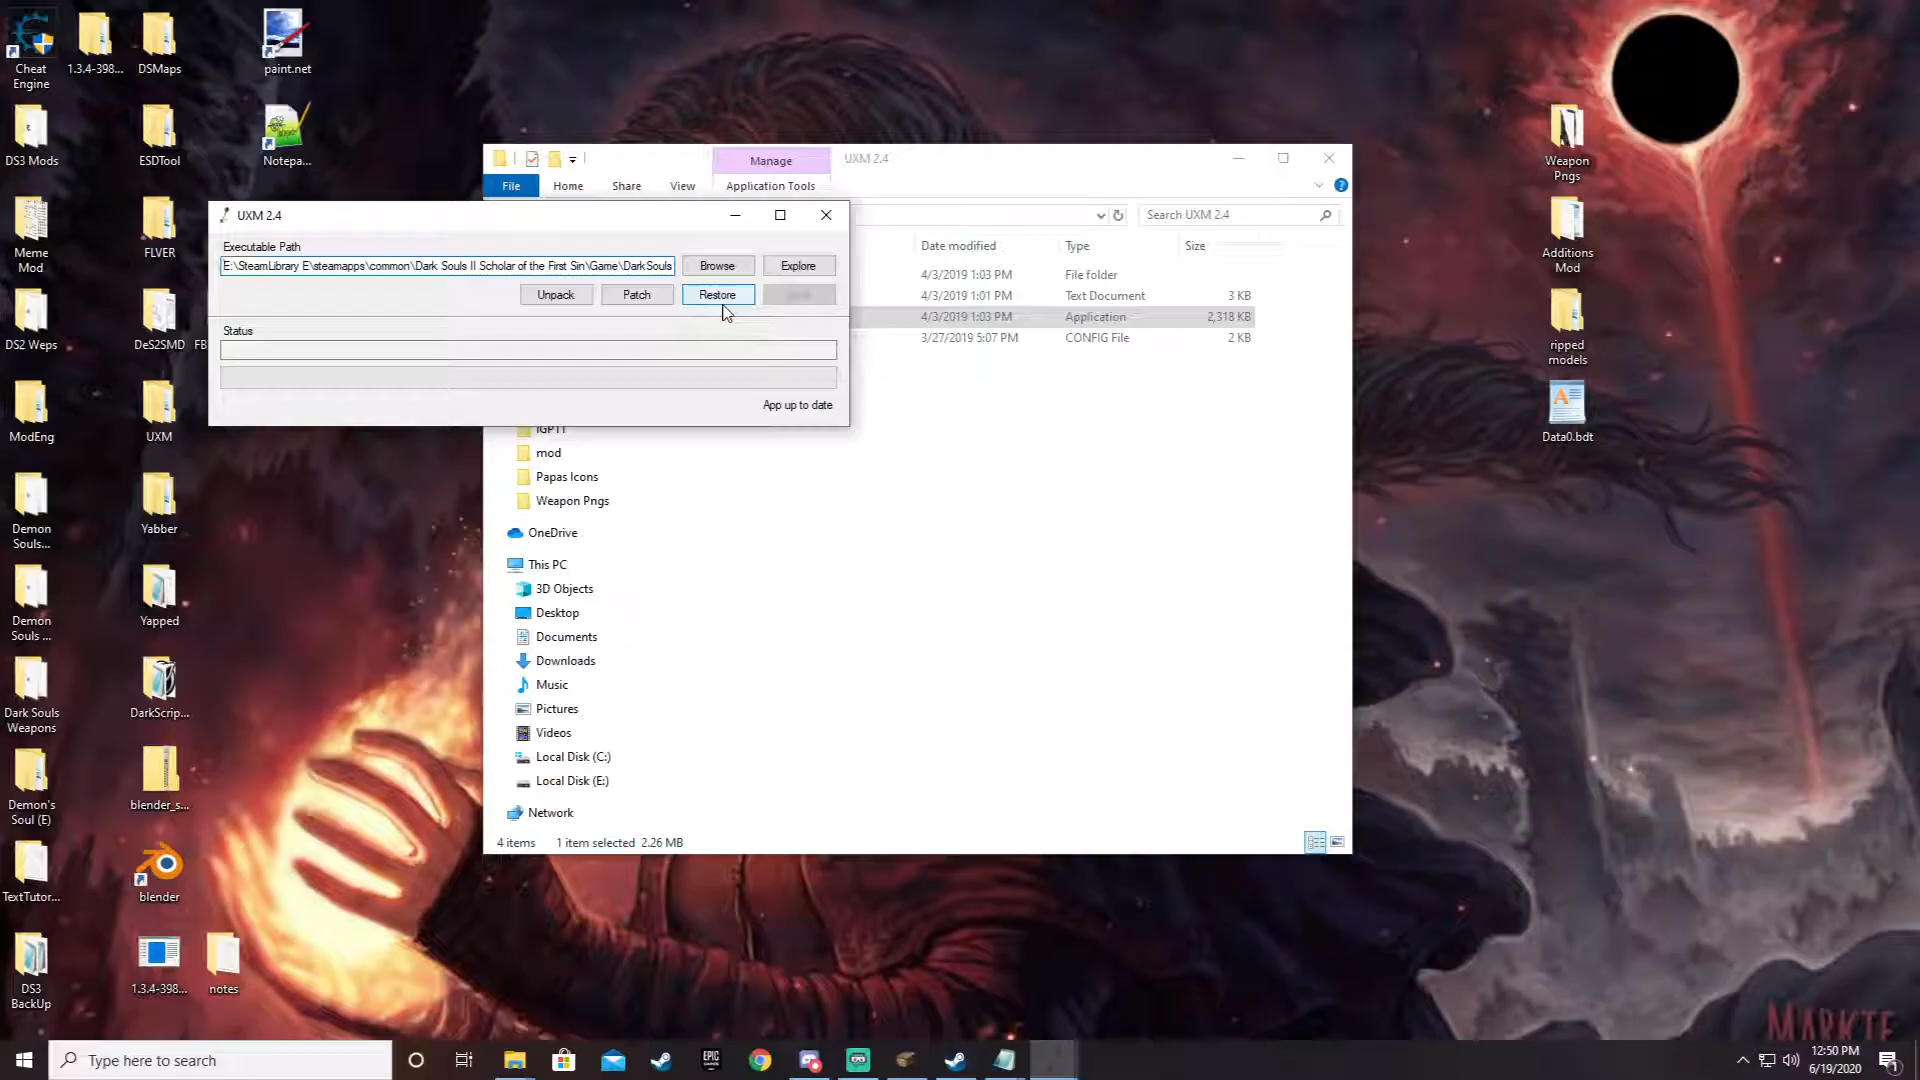 Cheat
Engine
1.3.4-398...
DSMaps
paint.net
DS3 Mods
ESDTool
Notepa...
Meme
Mod
FLVER
DS2 Weps
DeS2SMD
FB
ModEng
UXM
Demon
Souls...
Yabber
Demon
Souls ...
Yapped
Dark Souls
Weapons
DarkScrip...
Demon's
Soul (E)
blender_s...
TextTutor...
blender
DS3
BackUp
1.3.4-398...
notes
Manage
UXM 2.4
File
Home
Share
View
Application Tools
Search UXM 2.4
UXM 2.4
Executable Path
E:\SteamLibrary E\steamapps\common\Dark Souls II Scholar of the First Sin\Game\DarkSouls
Browse
Explore
Unpack
Patch
Restore
Status
App up to date
Date modified
Type
Size
4/3/2019 1:03 PM
File folder
4/3/2019 1:01 PM
Text Document
3 KB
4/3/2019 1:03 PM
Application
2,318 KB
3/27/2019 5:07 PM
CONFIG File
2 KB
mod
Papas Icons
Weapon Pngs
OneDrive
This PC
3D Objects
Desktop
Documents
Downloads
Music
Pictures
Videos
Local Disk (C:)
Local Disk (E:)
Network
4 items
1 item selected 2.26 MB
Weapon
Pngs
Additions
Mod
ripped
models
Data0.bdt
MARKTE
Type here to search
EPIC
12:50 PM
6/19/2020
1